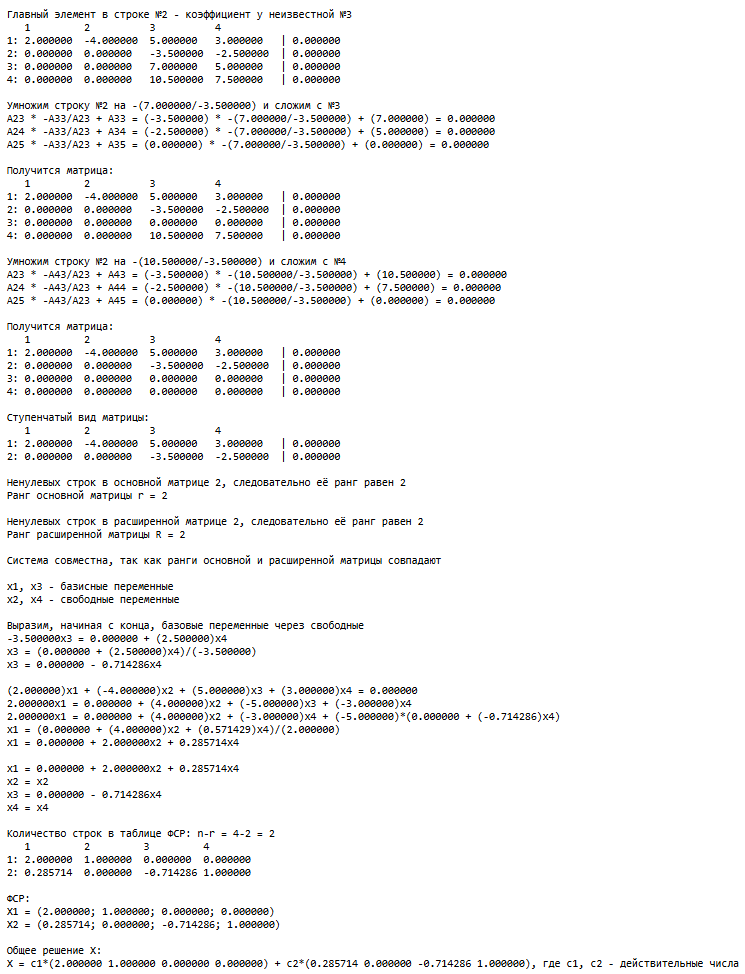 Главный элемент в строке №2 - коэффициент у неизвестной №3
1 2 3 4
1: 2.000000 -4.000000 5.000000 3.000000 | 0.000000
2: 0.000000 0.000000 -3.500000 -2.500000 | 0.000000
3: 0.000000 0.000000 7.000000 5.000000 | 0.000000
4: 0.000000 0.000000 10.500000 7.500000 | 0.000000
Умножим строку №2 на -(7.000000/-3.500000) и сложим с №3
A23 * -A33/A23 + A33 = (-3.500000) * -(7.000000/-3.500000) + (7.000000) = 0.000000
A24 * -A33/A23 + A34 = (-2.500000) * -(7.000000/-3.500000) + (5.000000) = 0.000000
A25 * -A33/A23 + A35 = (0.000000) * -(7.000000/-3.500000) + (0.000000) = 0.000000
Получится матрица:
1 2 3 4
1: 2.000000 -4.000000 5.000000 3.000000 | 0.000000
2: 0.000000 0.000000 -3.500000 -2.500000 | 0.000000
3: 0.000000 0.000000 0.000000 0.000000 | 0.000000
4: 0.000000 0.000000 10.500000 7.500000 | 0.000000
Умножим строку №2 на -(10.500000/-3.500000) и сложим с №4
A23 * -A43/A23 + A43 = (-3.500000) * -(10.500000/-3.500000) + (10.500000) = 0.000000
A24 * -A43/A23 + A44 = (-2.500000) * -(10.500000/-3.500000) + (7.500000) = 0.000000
A25 * -A43/A23 + A45 = (0.000000) * -(10.500000/-3.500000) + (0.000000) = 0.000000
Получится матрица:
1 2 3 4
1: 2.000000 -4.000000 5.000000 3.000000 | 0.000000
2: 0.000000 0.000000 -3.500000 -2.500000 | 0.000000
3: 0.000000 0.000000 0.000000 0.000000 | 0.000000
4: 0.000000 0.000000 0.000000 0.000000 | 0.000000
Ступенчатый вид матрицы:
1 2 3 4
1: 2.000000 -4.000000 5.000000 3.000000 | 0.000000
2: 0.000000 0.000000 -3.500000 -2.500000 | 0.000000
Ненулевых строк в основной матрице 2, следовательно её ранг равен 2
Ранг основной матрицы r = 2
Ненулевых строк в расширенной матрице 2, следовательно её ранг равен 2
Ранг расширенной матрицы R = 2
Система совместна, так как ранги основной и расширенной матрицы совпадают
x1, x3 - базисные переменные
x2, x4 - свободные переменные
Выразим, начиная с конца, базовые переменные через свободные
-3.500000x3 = 0.000000 + (2.500000)x4
x3 = (0.000000 + (2.500000)x4)/(-3.500000)
x3 = 0.000000 - 0.714286x4
(2.000000)x1 + (-4.000000)x2 + (5.000000)x3 + (3.000000)x4 = 0.000000
2.000000x1 = 0.000000 + (4.000000)x2 + (-5.000000)x3 + (-3.000000)x4
2.000000x1 = 0.000000 + (4.000000)x2 + (-3.000000)x4 + (-5.000000)*(0.000000 + (-0.714286)x4)
x1 = (0.000000 + (4.000000)x2 + (0.571429)x4)/(2.000000)
x1 = 0.000000 + 2.000000x2 + 0.285714x4
x1 = 0.000000 + 2.000000x2 + 0.285714x4
x2 = x2
x3 = 0.000000 - 0.714286x4
x4 = x4
Количество строк в таблице ФСР: n-r = 4-2 = 2
1 2 3 4
1: 2.000000 1.000000 0.000000 0.000000
2: 0.285714 0.000000 -0.714286 1.000000
ФСР:
X1 = (2.000000; 1.000000; 0.000000; 0.000000)
X2 = (0.285714; 0.000000; -0.714286; 1.000000)
Общее решение X:
X = c1*(2.000000 1.000000 0.000000 0.000000) + c2*(0.285714 0.000000 -0.714286 1.000000), где c1, c2 - действительные числа